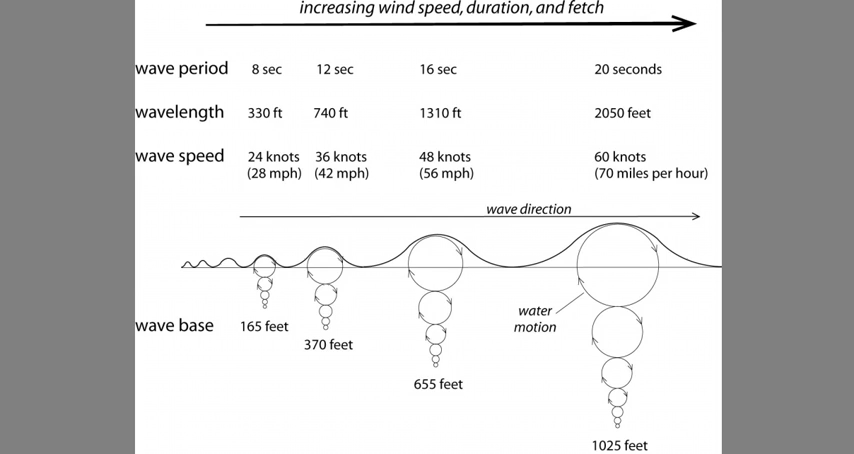 increasing wind speed, duration, and fetch
wave period 8 sec 12 sec 16 sec 20 seconds
wavelength 330 ft 740 ft 1310 ft 2050 feet
wave speed 24 knots 36 knots 48 knots 60 knots
(28 mph) (42 mph) (56 mph) (70 miles per hour)
wave direction
water
motion
wave base 165 feet
370 feet
655 feet
1025 feet